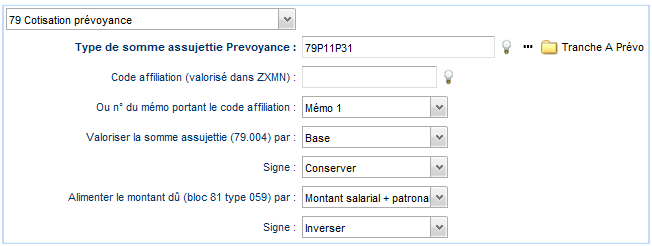 79 Cotisation prévoyance
Type de somme assujettie Prevoyance : 79P11P31 ... Tranche A Prévo
Code affiliation (valorisé dans ZXMN) :
Ou n° du mémo portant le code affiliation : Mémo 1
Valoriser la somme assujettie (79.004) par : Base
Signe : Conserver
Alimenter le montant dû (bloc 81 type 059) par : Montant salarial + patrona
Signe : Inverser